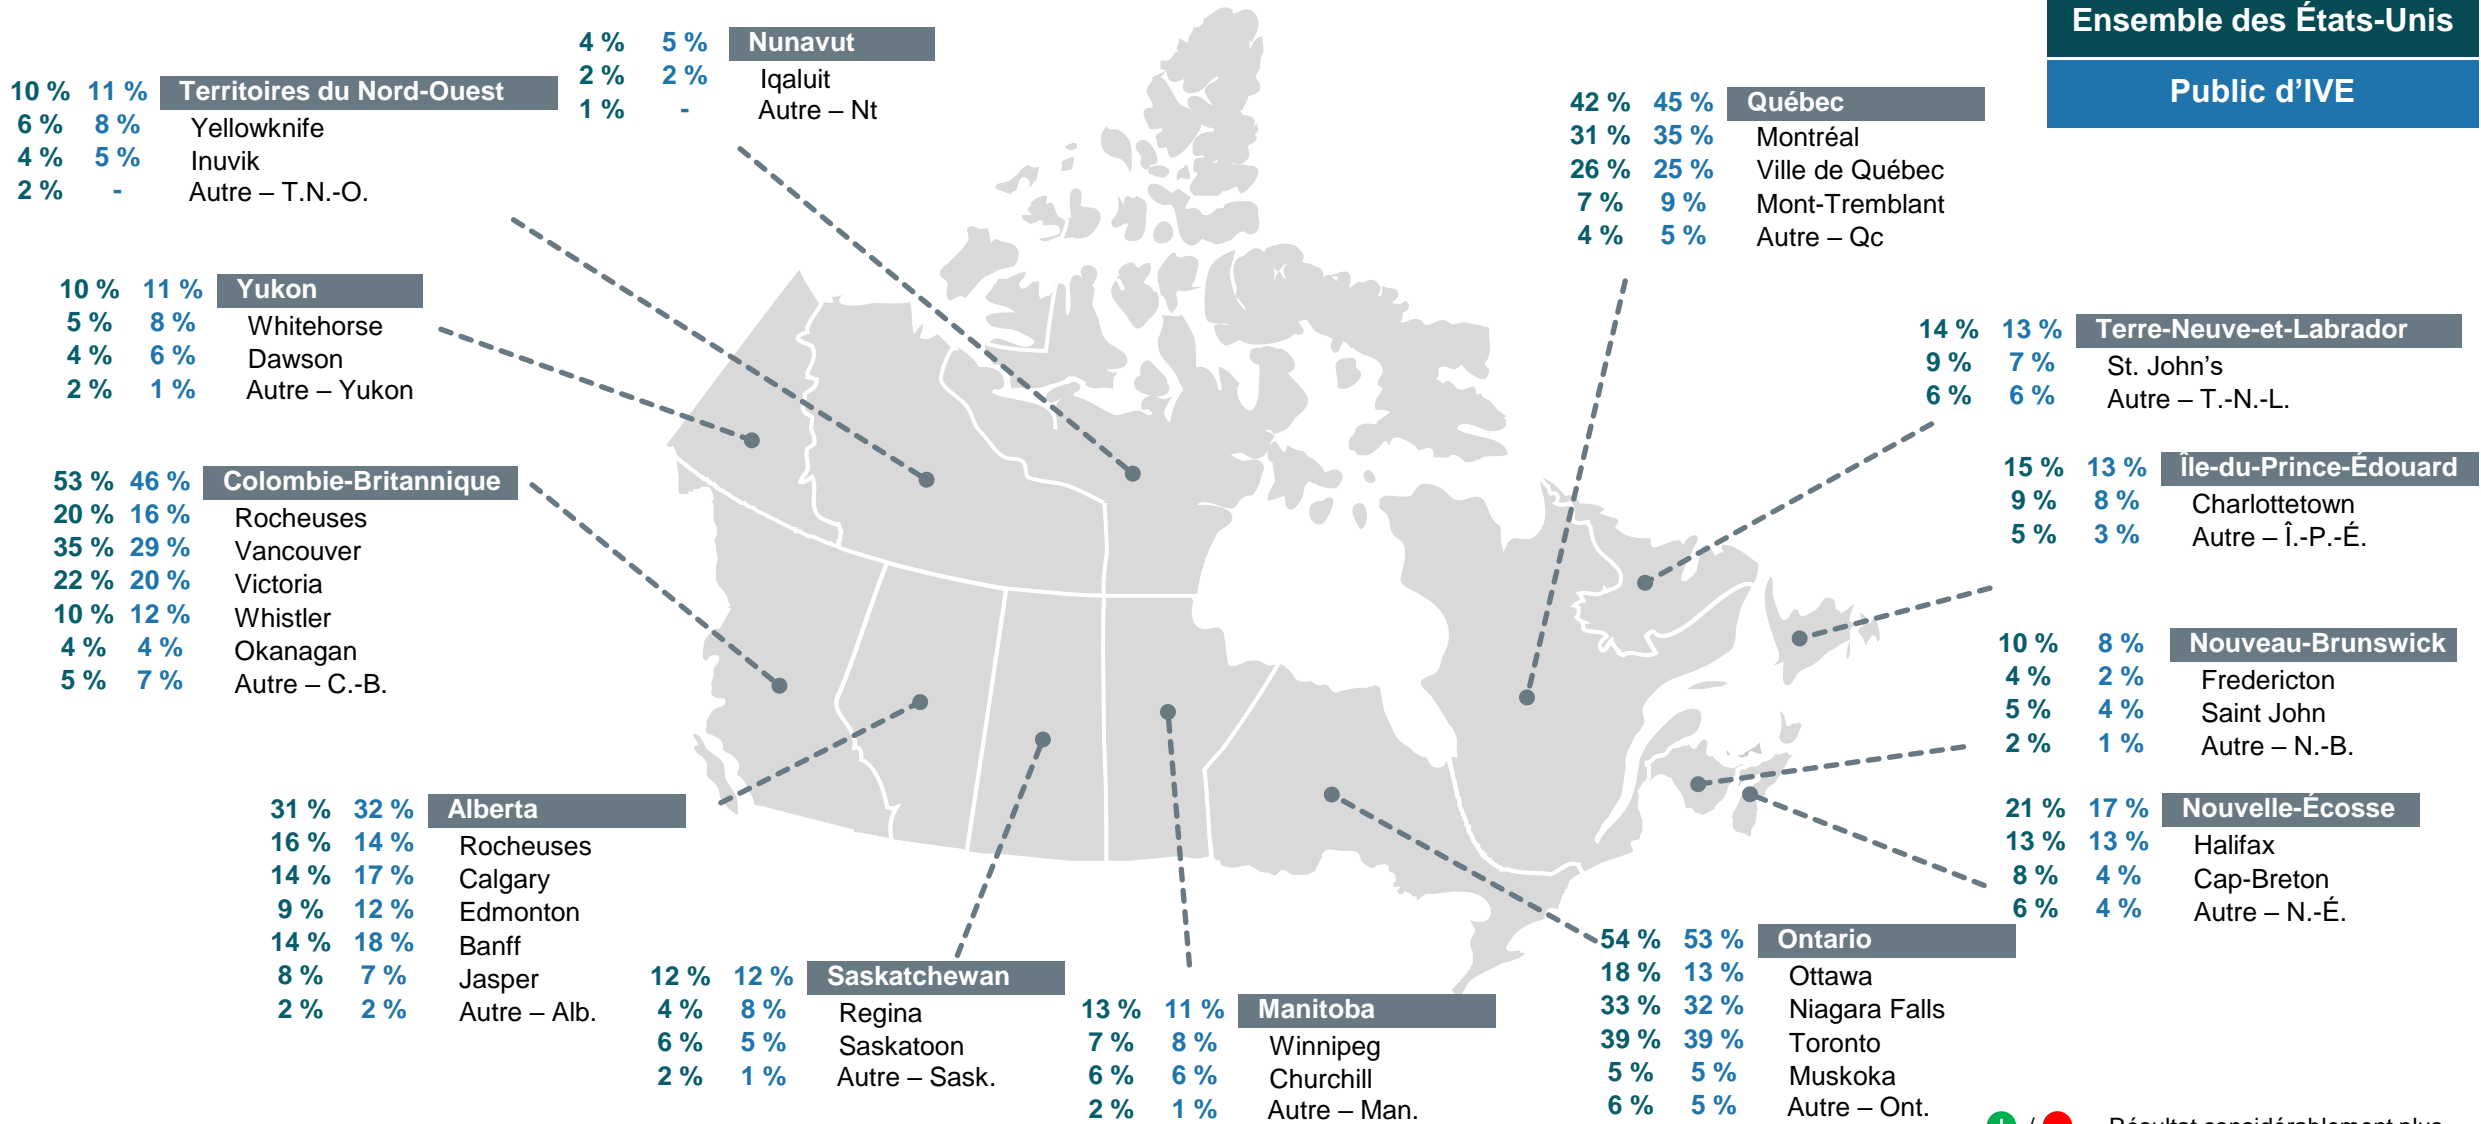 Ensemble des États-Unis
Public d'IVE
4 % 5 % Nunavut
2 % 2 % Iqaluit
1 % - Autre – Nt
10 % 11 % Territoires du Nord-Ouest
6 % 8 % Yellowknife
4 % 5 % Inuvik
2 % - Autre – T.N.-O.
42 % 45 % Québec
31 % 35 % Montréal
26 % 25 % Ville de Québec
7 % 9 % Mont-Tremblant
4 % 5 % Autre – Qc
10 % 11 % Yukon
5 % 8 % Whitehorse
4 % 6 % Dawson
2 % 1 % Autre – Yukon
14 % 13 % Terre-Neuve-et-Labrador
9 % 7 % St. John's
6 % 6 % Autre – T.-N.-L.
15 % 13 % Île-du-Prince-Édouard
9 % 8 % Charlottetown
5 % 3 % Autre – Î.-P.-É.
53 % 46 % Colombie-Britannique
20 % 16 % Rocheuses
35 % 29 % Vancouver
22 % 20 % Victoria
10 % 12 % Whistler
4 % 4 % Okanagan
5 % 7 % Autre – C.-B.
10 % 8 % Nouveau-Brunswick
4 % 2 % Fredericton
5 % 4 % Saint John
2 % 1 % Autre – N.-B.
31 % 32 % Alberta
16 % 14 % Rocheuses
14 % 17 % Calgary
9 % 12 % Edmonton
14 % 18 % Banff
8 % 7 % Jasper
2 % 2 % Autre – Alb.
21 % 17 % Nouvelle-Écosse
13 % 13 % Halifax
8 % 4 % Cap-Breton
6 % 4 % Autre – N.-É.
12 % 12 % Saskatchewan
4 % 8 % Regina
6 % 5 % Saskatoon
2 % 1 % Autre – Sask.
13 % 11 % Manitoba
7 % 8 % Winnipeg
6 % 6 % Churchill
2 % 1 % Autre – Man.
54 % 53 % Ontario
18 % 13 % Ottawa
33 % 32 % Niagara Falls
39 % 39 % Toronto
5 % 5 % Muskoka
6 % 5 % Autre – Ont.
/ Résultat considérablement plus